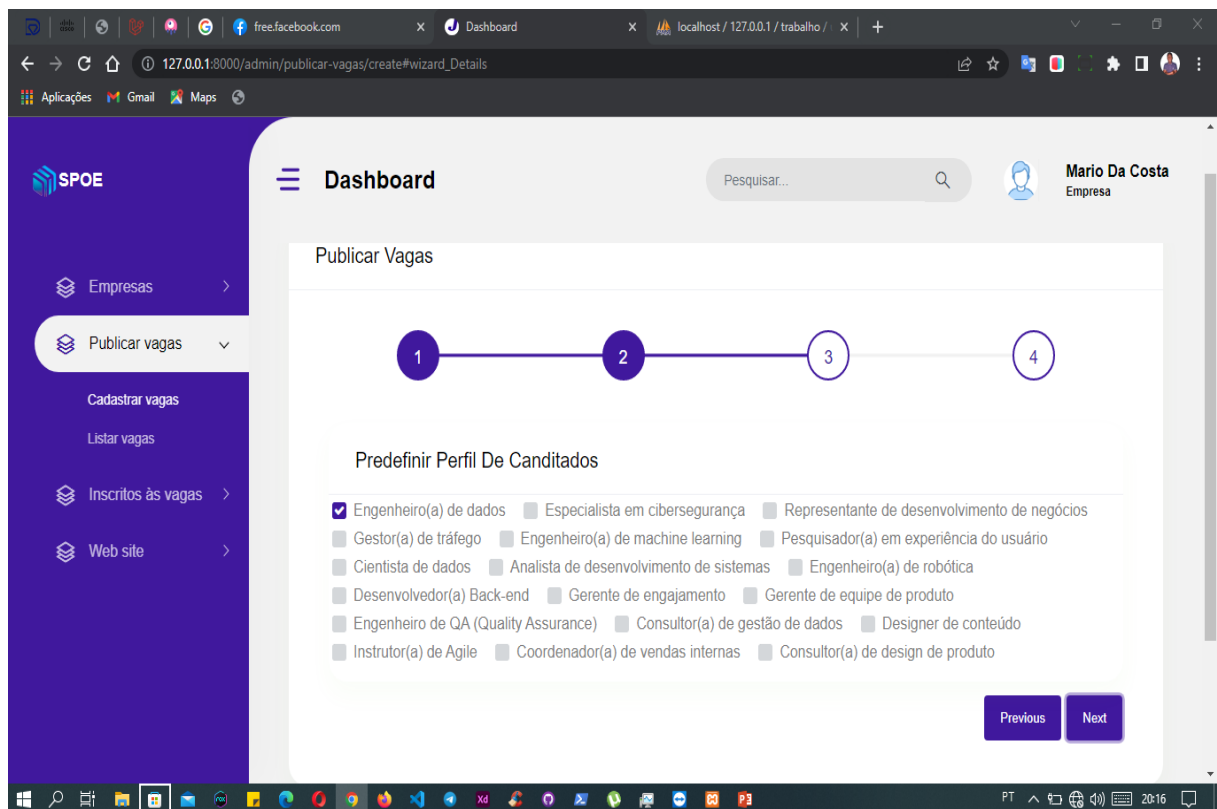 free.facebook.com
Dashboard
localhost / 127.0.0.1 / trabalho /
127.0.0.1:8000/admin/publicar-vagas/create#wizard_Details
Aplicações Gmail Maps
SPOE
Dashboard
Pesquisar...
Mario Da Costa
Empresa
Empresas
Publicar vagas
Cadastrar vagas
Listar vagas
Inscritos às vagas
Web site
Publicar Vagas
1 2 3 4
Predefinir Perfil De Canditados
Engenheiro(a) de dados Especialista em cibersegurança Representante de desenvolvimento de negócios
Gestor(a) de tráfego Engenheiro(a) de machine learning Pesquisador(a) em experiência do usuário
Cientista de dados Analista de desenvolvimento de sistemas Engenheiro(a) de robótica
Desenvolvedor(a) Back-end Gerente de engajamento Gerente de equipe de produto
Engenheiro de QA (Quality Assurance) Consultor(a) de gestão de dados Designer de conteúdo
Instrutor(a) de Agile Coordenador(a) de vendas internas Consultor(a) de design de produto
Previous Next
PT 20:16